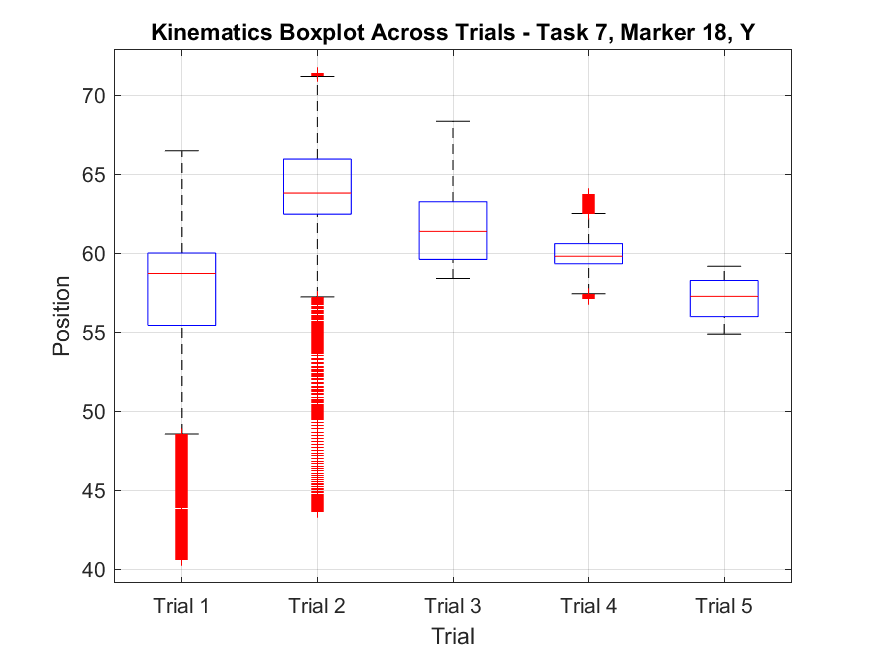 Kinematics Boxplot Across Trials - Task 7, Marker 18, Y
Position
70
65
60
55
50
45
40
Trial 1 Trial 2 Trial 3 Trial 4 Trial 5
Trial